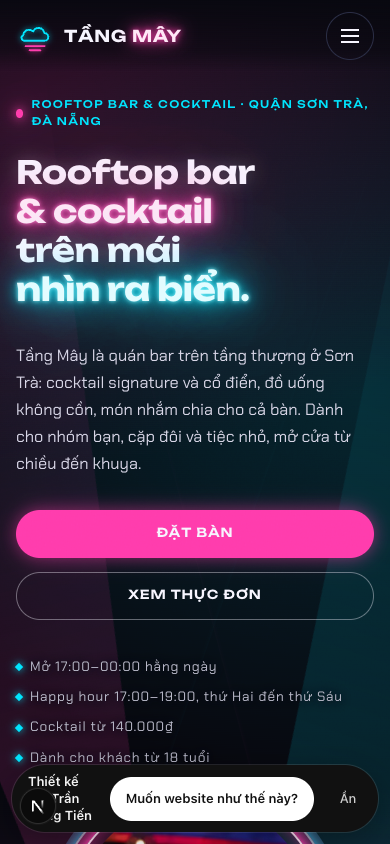 TẦNG MÂY
ROOFTOP BAR & COCKTAIL · QUẬN SƠN TRÀ,
ĐÀ NẴNG
Rooftop bar
& cocktail
trên mái
nhìn ra biển.
Tầng Mây là quán bar trên tầng thượng ở Sơn
Trà: cocktail signature và cổ điển, đồ uống
không cồn, món nhắm chia cho cả bàn. Dành
cho nhóm bạn, cặp đôi và tiệc nhỏ, mở cửa từ
chiều đến khuya.
ĐẶT BÀN
XEM THỰC ĐƠN
Mở 17:00–00:00 hằng ngày
Happy hour 17:00–19:00, thứ Hai đến thứ Sáu
Cocktail từ 140.000₫
Dành cho khách từ 18 tuổi
Thiết kế
Trần
Tiến
N
Muốn website như thế này?
Ẩn